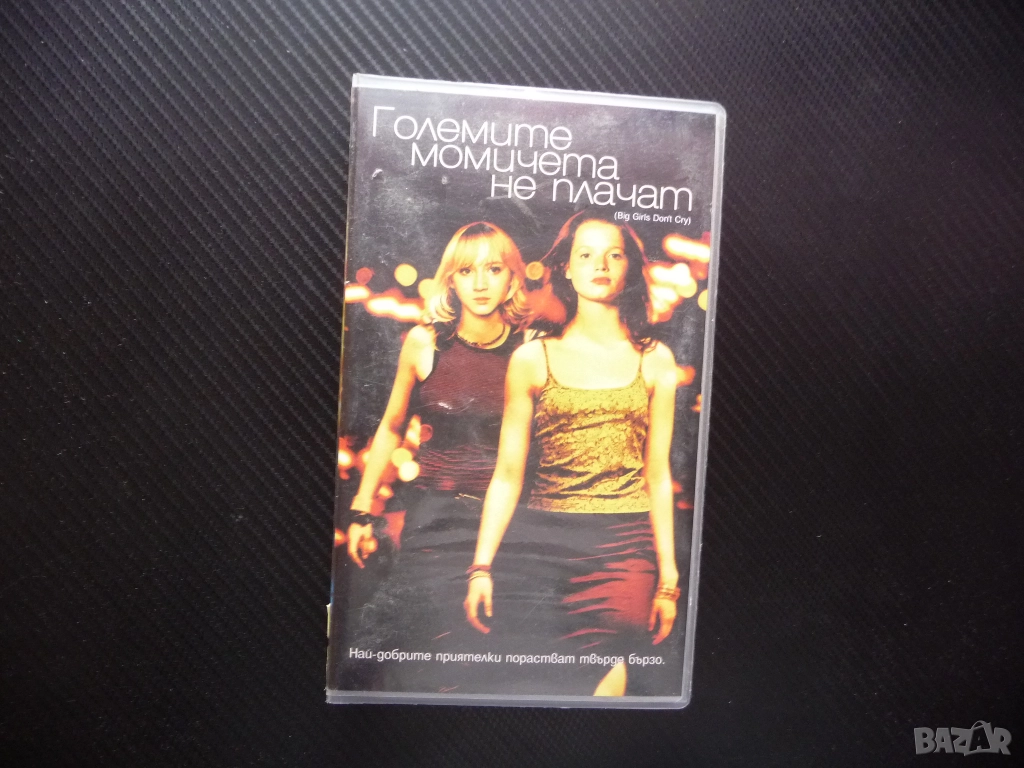 Големите
момичета
не плачат
(Big Girls Don't Cry)
Най-добрите приятелки порастват твърде бързо.
BAZAR